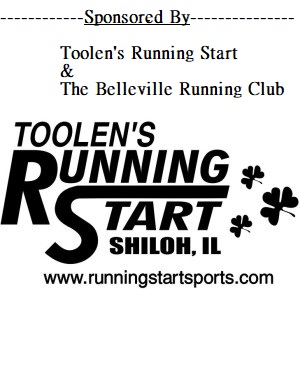 ------------Sponsored By---------------
Toolen's Running Start
&
The Belleville Running Club
TOOLEN'S
RUNNING
START
SHILOH, IL
www.runningstartsports.com